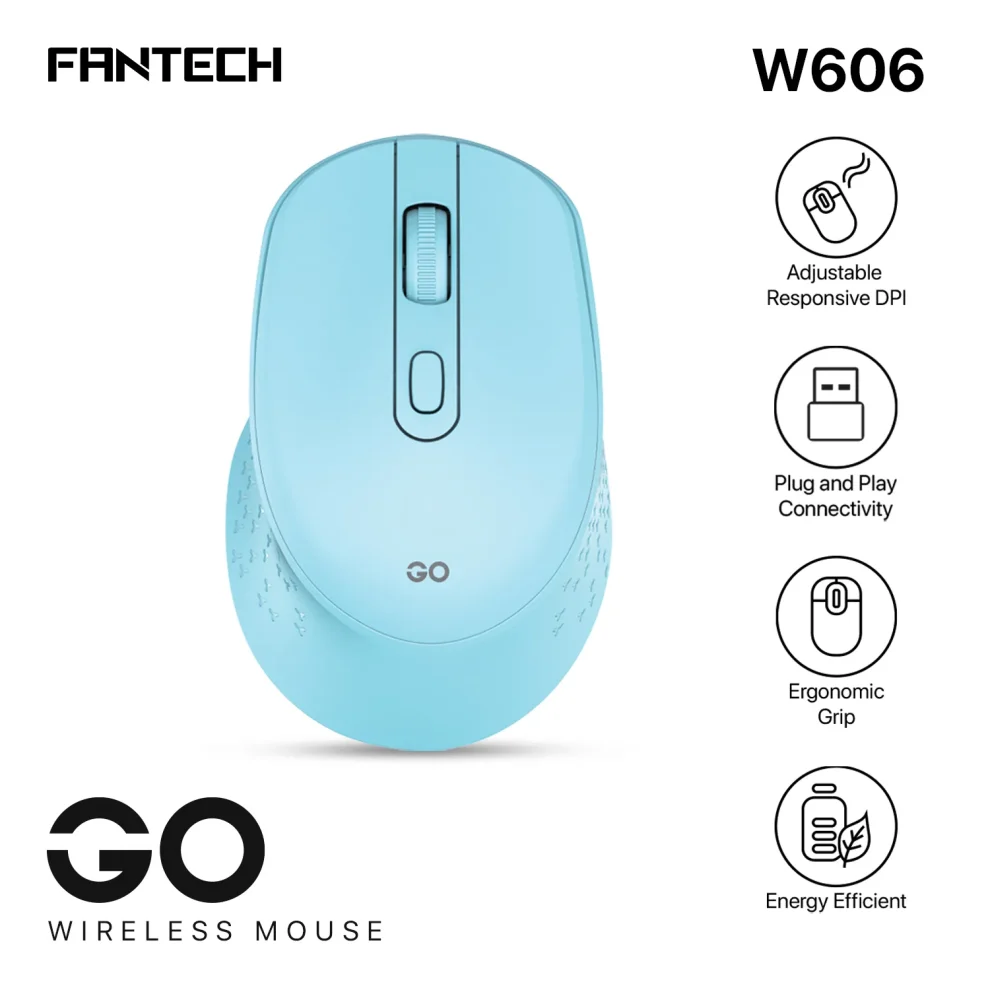 FANTECH
W606
Adjustable
Responsive DPI
Plug and Play
Connectivity
Ergonomic
Grip
Energy Efficient
GO
GO
WIRELESS MOUSE